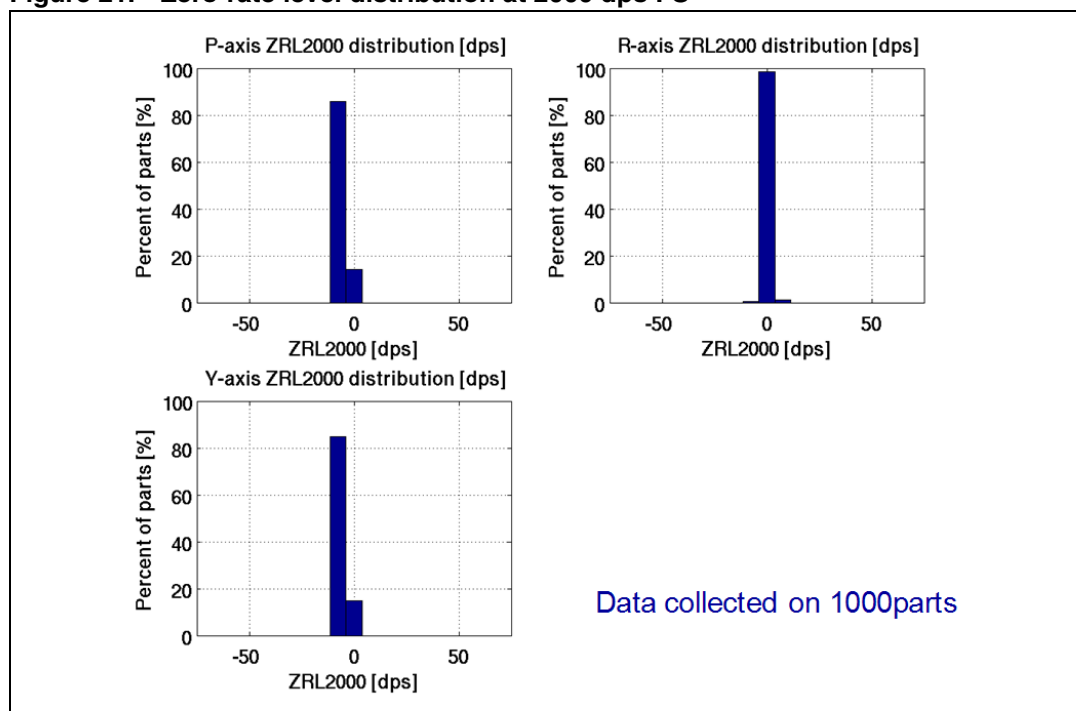 P-axis ZRL2000 distribution [dps]
Percent of parts [%]
100
80
60
40
20
0
-50
0
50
ZRL2000 [dps]
R-axis ZRL2000 distribution [dps]
Percent of parts [%]
100
80
60
40
20
0
-50
0
50
ZRL2000 [dps]
Y-axis ZRL2000 distribution [dps]
Percent of parts [%]
100
80
60
40
20
0
-50
0
50
ZRL2000 [dps]
Data collected on 1000parts